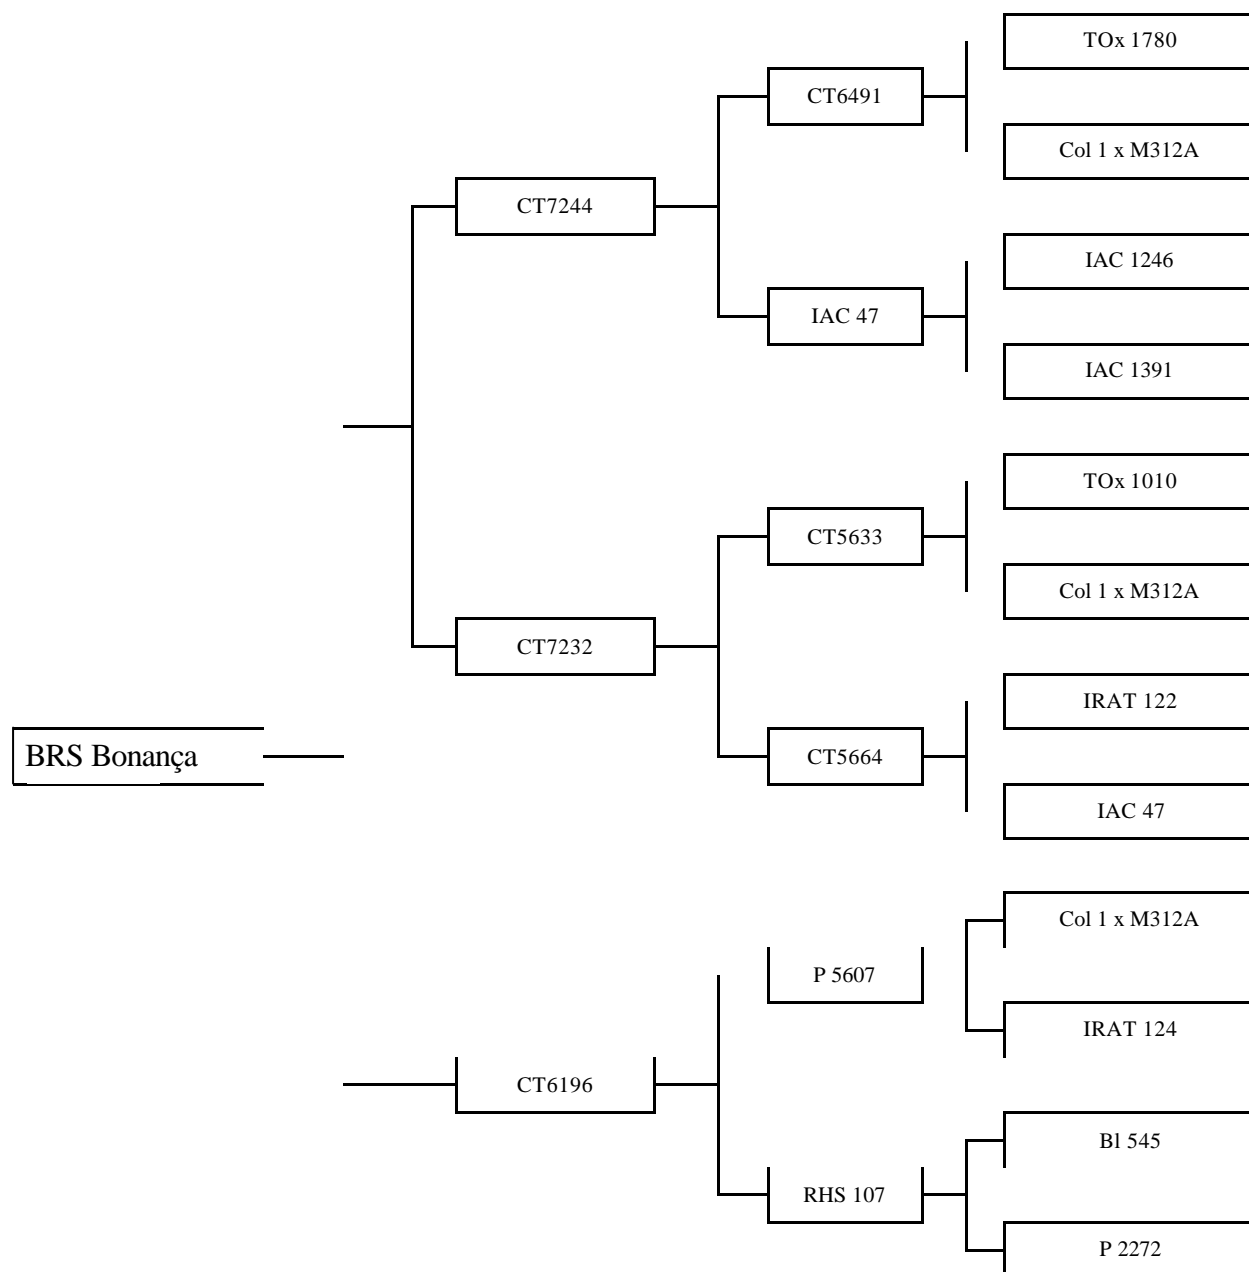 TOx 1780
CT6491
Col 1 x M312A
CT7244
IAC 1246
IAC 47
IAC 1391
TOx 1010
CT5633
Col 1 x M312A
CT7232
IRAT 122
BRS Bonança
CT5664
IAC 47
Col 1 x M312A
P 5607
IRAT 124
CT6196
Bl 545
RHS 107
P 2272